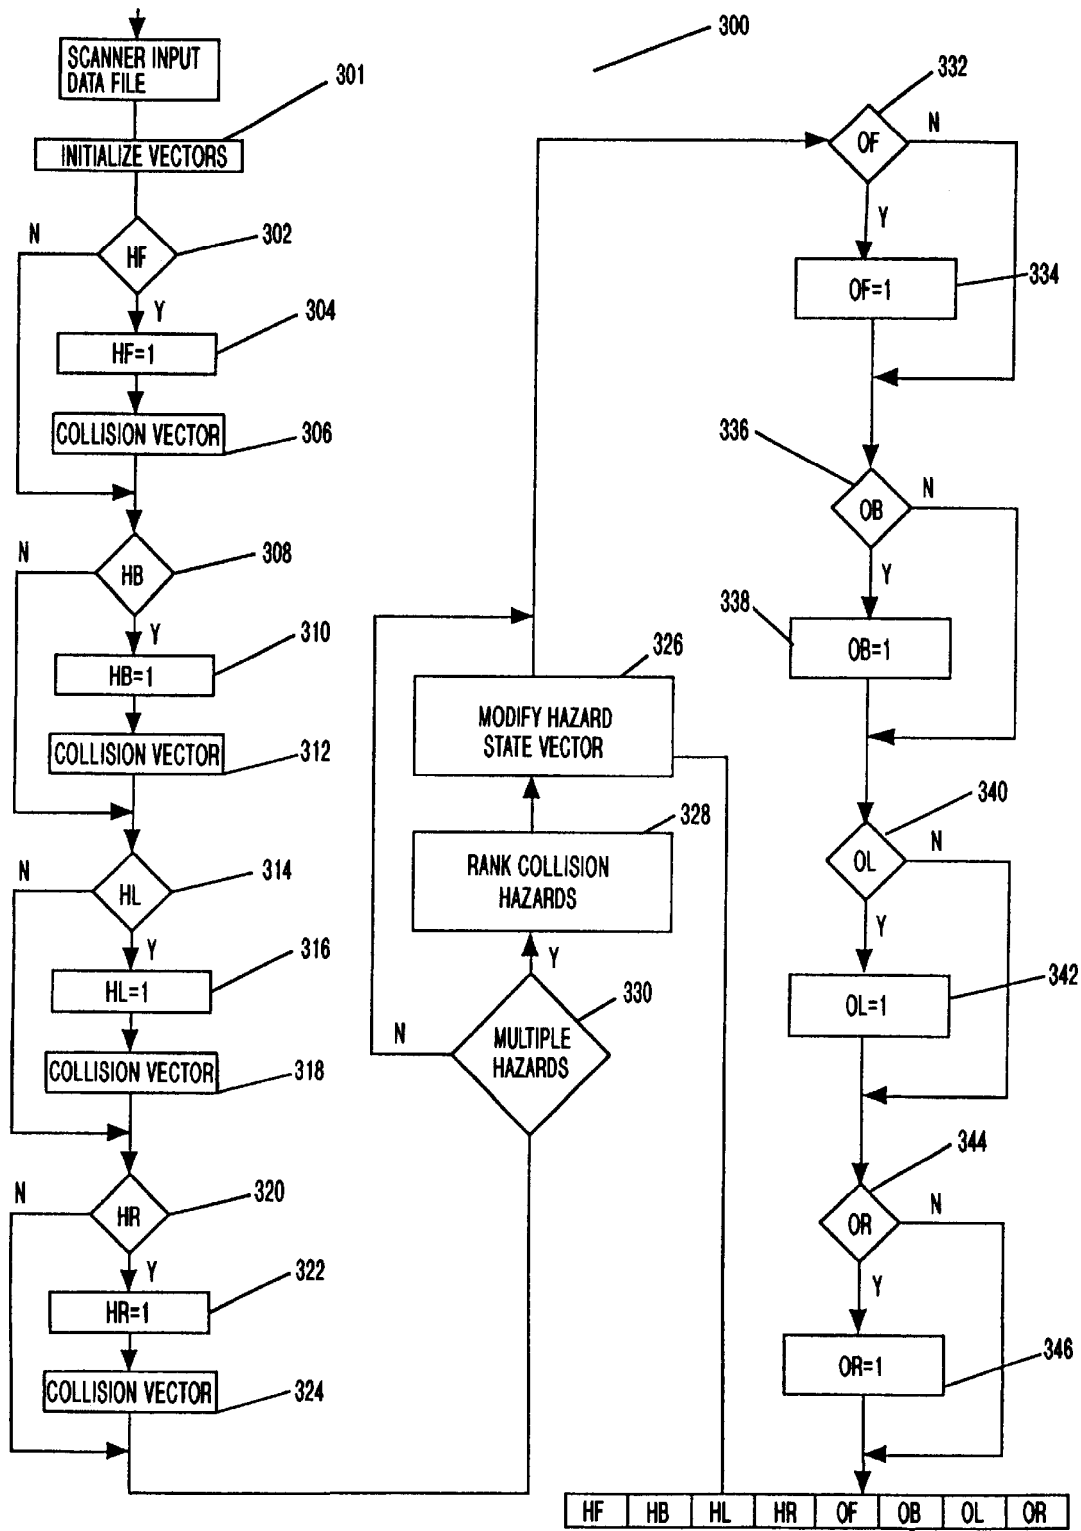 SCANNER INPUT
DATA FILE
301
INITIALIZE VECTORS
N
HF
302
Y
304
HF=1
COLLISION VECTOR
306
N
HB
308
Y
310
HB=1
COLLISION VECTOR
312
N
HL
314
Y
316
HL=1
COLLISION VECTOR
318
N
HR
320
Y
322
HR=1
COLLISION VECTOR
324
300
326
MODIFY HAZARD
STATE VECTOR
328
RANK COLLISION
HAZARDS
Y
330
N
MULTIPLE
HAZARDS
332
OF
N
Y
334
OF=1
336
OB
N
Y
338
OB=1
340
OL
N
Y
342
OL=1
344
OR
N
Y
346
OR=1
HF HB HL HR OF OB OL OR